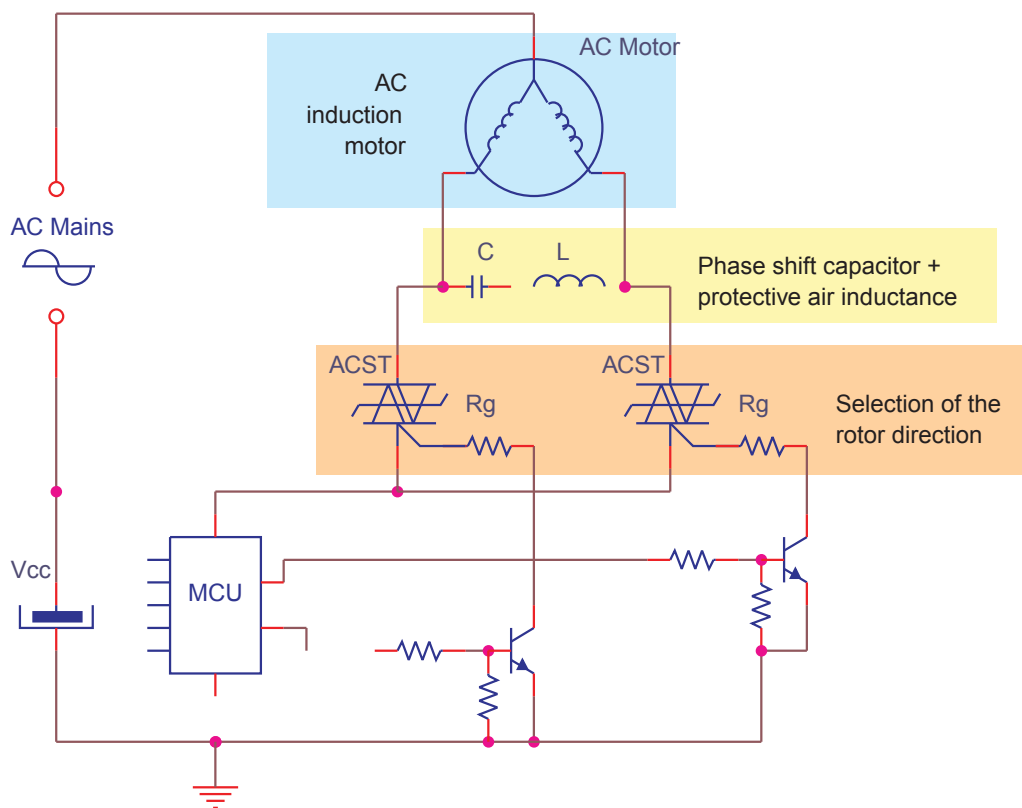 AC Motor
AC
induction
motor
AC Mains
C
L
Phase shift capacitor +
protective air inductance
ACST
ACST
Rg
Rg
Selection of the
rotor direction
Vcc
MCU